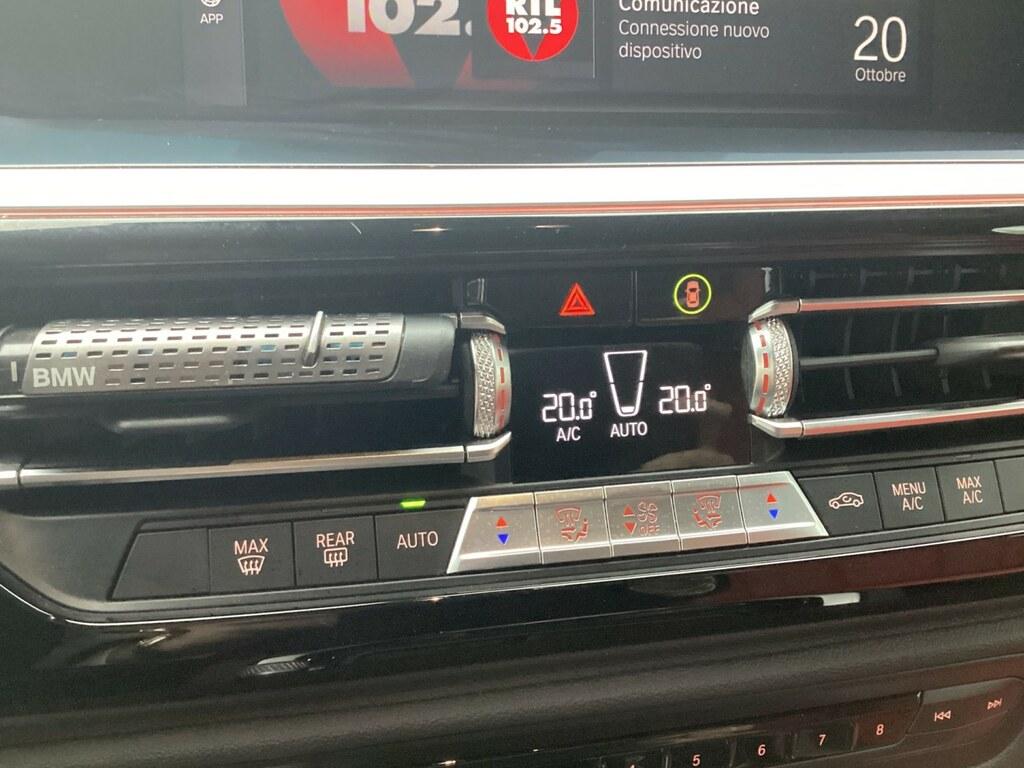 APP
102.
RTL
102.5
Comunicazione
Connessione nuovo
dispositivo
20
Ottobre
BMW
20.0°
A/C
AUTO
20.0°
MAX
REAR
AUTO
OFF
MENU
A/C
MAX
A/C
5
6
7
8